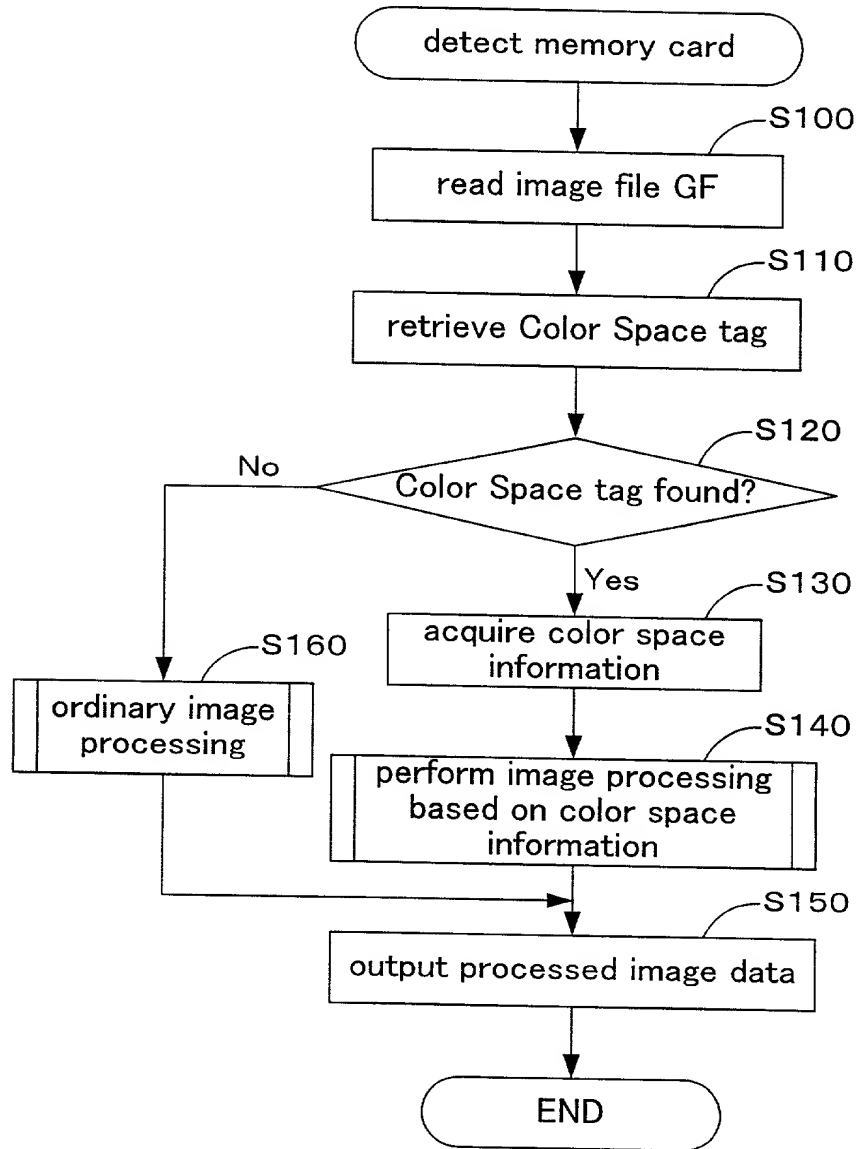 detect memory card
S100
read image file GF
S110
retrieve Color Space tag
S120
No
Color Space tag found?
Yes
S130
acquire color space
information
S160
ordinary image
processing
S140
perform image processing
based on color space
information
S150
output processed image data
END